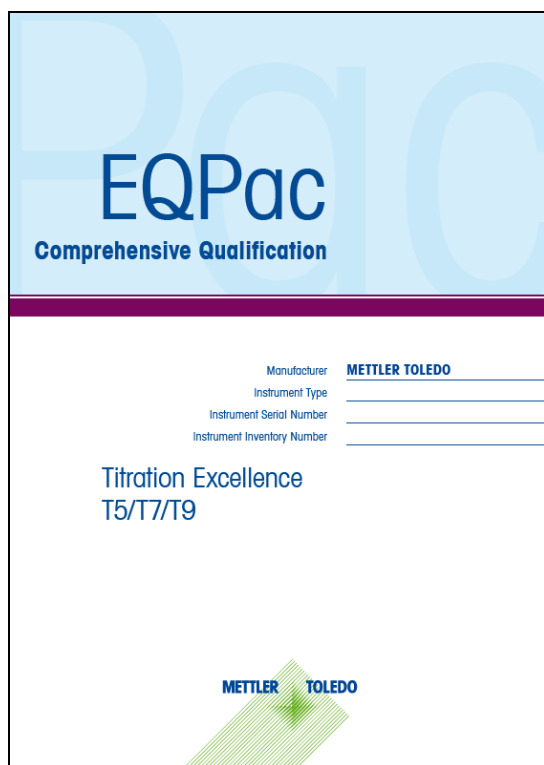 Pac
EQPac
Comprehensive Qualification
Manufacturer METTLER TOLEDO
Instrument Type
Instrument Serial Number
Instrument Inventory Number
Titration Excellence
T5/T7/T9
METTLER TOLEDO